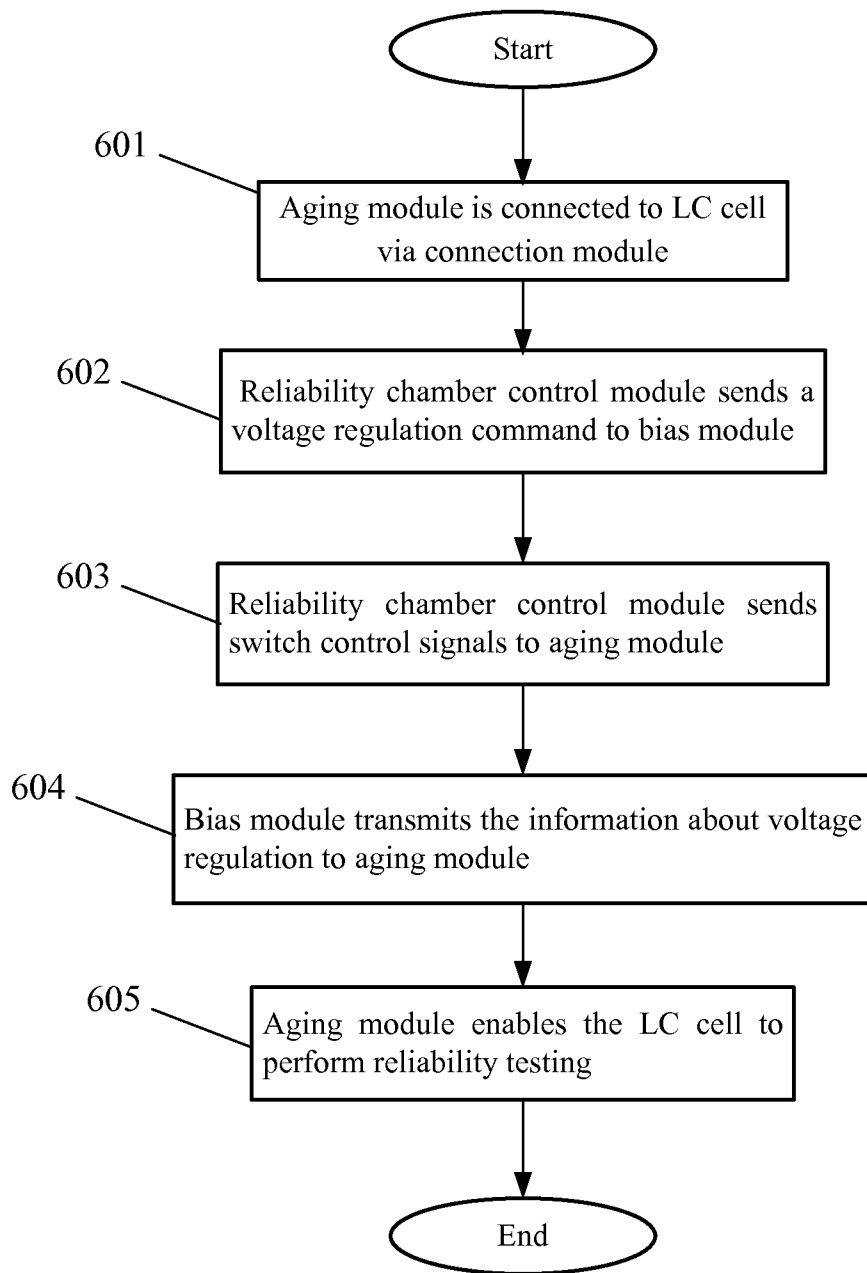 Start
601
Aging module is connected to LC cell
via connection module
602
Reliability chamber control module sends a
voltage regulation command to bias module
603
Reliability chamber control module sends
switch control signals to aging module
604
Bias module transmits the information about voltage
regulation to aging module
605
Aging module enables the LC cell to
perform reliability testing
End